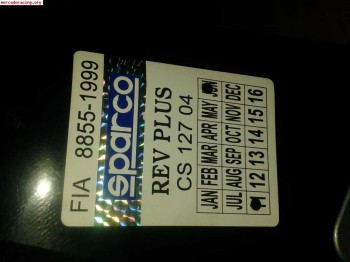 mercadoracing.org
FIA 8855-1999
sparco
REV PLUS
CS 127 04
JAN FEB MAR APR MAY JUN
JUL AUG SEP OCT NOV DEC
12 13 14 15 16